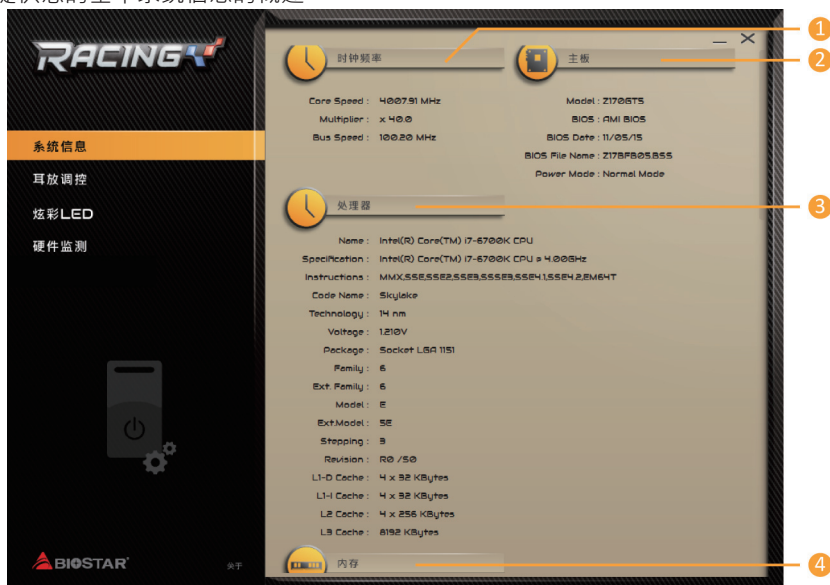 RACING
系统信息
耳放调控
炫彩LED
硬件监测
BIOSTAR
关于
时钟频率
1
Core Speed : 4007.91 MHz
Multiplier : x 40.0
Bus Speed : 100.20 MHz
主板
2
Model : Z170GT5
BIOS : AMI BIOS
BIOS Date : 11/05/15
BIOS File Name : Z17BFB05.BSS
Power Mode : Normal Mode
处理器
3
Name : Intel(R) Core(TM) i7-6700K CPU
Specification : Intel(R) Core(TM) i7-6700K CPU @ 4.00GHz
Instructions : MMX,SSE,SSE2,SSE3,SSSE3,SSE4.1,SSE4.2,EM64T
Code Name : Skylake
Technology : 14 nm
Voltage : 1.210V
Package : Socket LGA 1151
Family : 6
Ext. Family : 6
Model : E
Ext.Model : 5E
Stepping : 3
Revision : R0 /S0
L1-D Cache : 4 x 32 KBytes
L1-I Cache : 4 x 32 KBytes
L2 Cache : 4 x 256 KBytes
L3 Cache : 8192 KBytes
内存
4